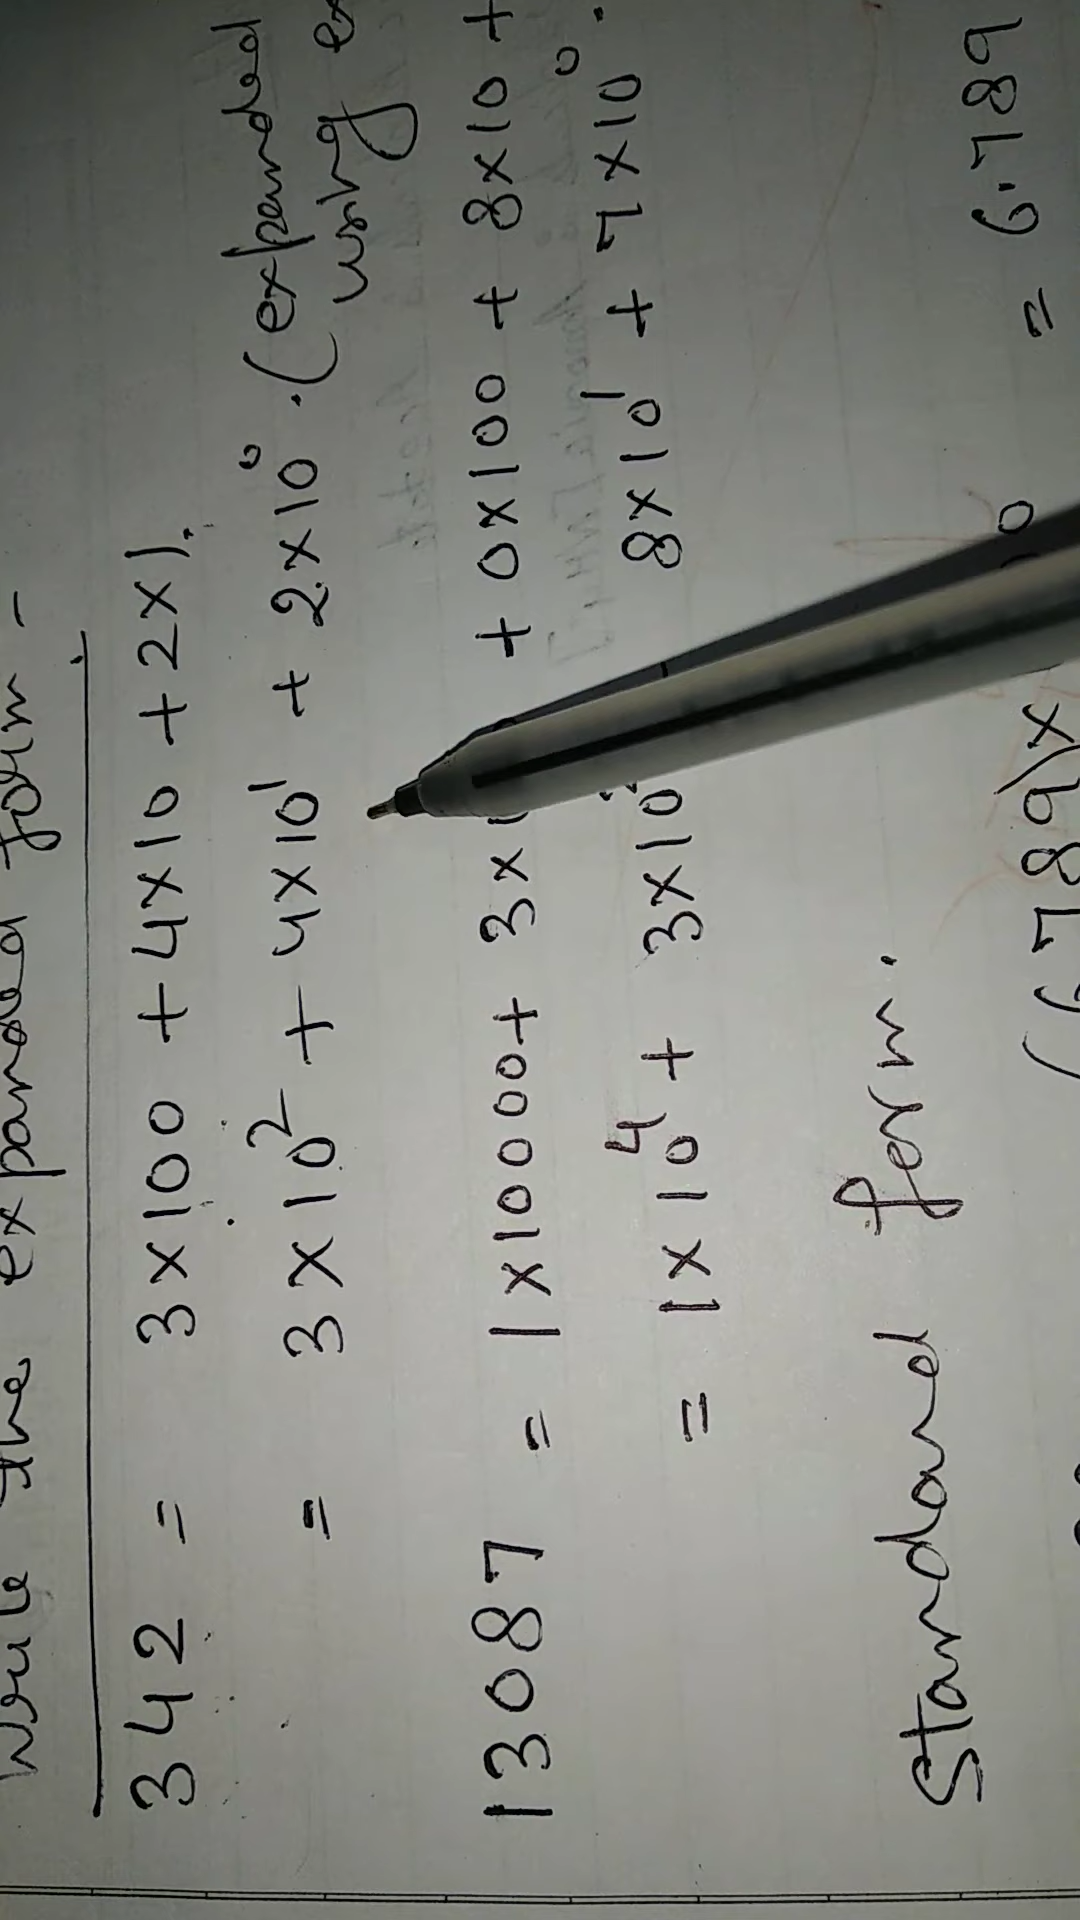 Write the expanded form -
342 = 3×100 + 4×10 + 2×1.
= 3×10² + 4×10¹ + 2×10⁰. (expanded
using ex
13087 = 1×10000 + 3× + 0×100 + 8×10 +
= 1×10⁴ + 3×10 8×10¹ + 7×10⁰.
Standard form.
(6789 × = 6.789